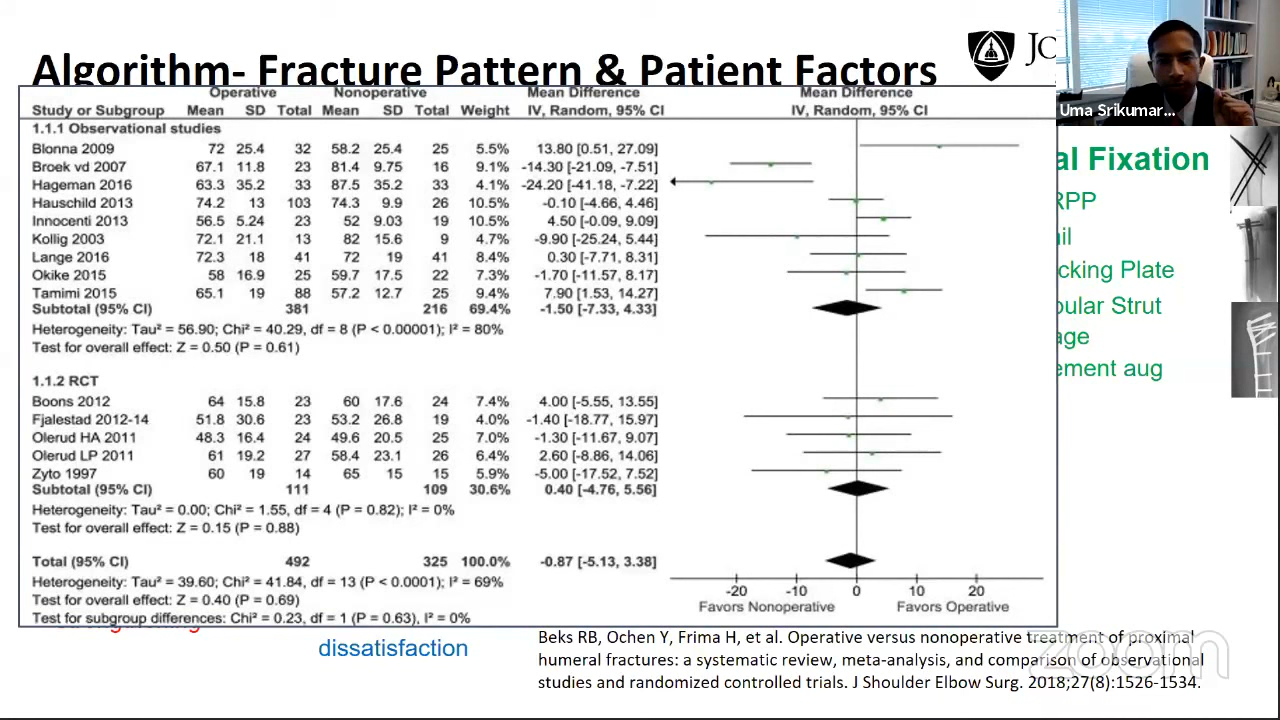 Algorithm- Fracture Pattern & Patient Factors
JO
Uma Srikumar...
Operative Nonoperative Mean Difference Mean Difference
Study or Subgroup Mean SD Total Mean SD Total Weight IV, Random, 95% CI IV, Random, 95% CI
1.1.1 Observational studies
Blonna 2009 72 25.4 32 58.2 25.4 25 5.5% 13.80 [0.51, 27.09]
Broek vd 2007 67.1 11.8 23 81.4 9.75 16 9.1% -14.30 [-21.09, -7.51]
Hageman 2016 63.3 35.2 33 87.5 35.2 33 4.1% -24.20 [-41.18, -7.22]
Hauschild 2013 74.2 13 103 74.3 9.9 26 10.5% -0.10 [-4.66, 4.46]
Innocenti 2013 56.5 5.24 23 52 9.03 19 10.5% 4.50 [-0.09, 9.09]
Kollig 2003 72.1 21.1 13 82 15.6 9 4.7% -9.90 [-25.24, 5.44]
Lange 2016 72.3 18 41 72 19 41 8.4% 0.30 [-7.71, 8.31]
Okike 2015 58 16.9 25 59.7 17.5 22 7.3% -1.70 [-11.57, 8.17]
Tamimi 2015 65.1 19 88 57.2 12.7 25 9.4% 7.90 [1.53, 14.27]
Subtotal (95% CI) 381 216 69.4% -1.50 [-7.33, 4.33]
Heterogeneity: Tau² = 56.90; Chi² = 40.29, df = 8 (P < 0.00001); I² = 80%
Test for overall effect: Z = 0.50 (P = 0.61)
1.1.2 RCT
Boons 2012 64 15.8 23 60 17.6 24 7.4% 4.00 [-5.55, 13.55]
Fjalestad 2012-14 51.8 30.6 23 53.2 26.8 19 4.0% -1.40 [-18.77, 15.97]
Olerud HA 2011 48.3 16.4 24 49.6 20.5 25 7.0% -1.30 [-11.67, 9.07]
Olerud LP 2011 61 19.2 27 58.4 23.1 26 6.4% 2.60 [-8.86, 14.06]
Zyto 1997 60 19 14 65 15 15 5.9% -5.00 [-17.52, 7.52]
Subtotal (95% CI) 111 109 30.6% 0.40 [-4.76, 5.56]
Heterogeneity: Tau² = 0.00; Chi² = 1.55, df = 4 (P = 0.82); I² = 0%
Test for overall effect: Z = 0.15 (P = 0.88)
Total (95% CI) 492 325 100.0% -0.87 [-5.13, 3.38]
Heterogeneity: Tau² = 39.60; Chi² = 41.84, df = 13 (P < 0.0001); I² = 69%
Test for overall effect: Z = 0.40 (P = 0.69)
Test for subgroup differences: Chi² = 0.23, df = 1 (P = 0.63), I² = 0%
-20 -10 0 10 20
Favors Nonoperative Favors Operative
al Fixation
RPP
il
cking Plate
oular Strut
age
ement aug
dissatisfaction
Beks RB, Ochen Y, Frima H, et al. Operative versus nonoperative treatment of proximal
humeral fractures: a systematic review, meta-analysis, and comparison of observational
studies and randomized controlled trials. J Shoulder Elbow Surg. 2018;27(8):1526-1534.
zoom